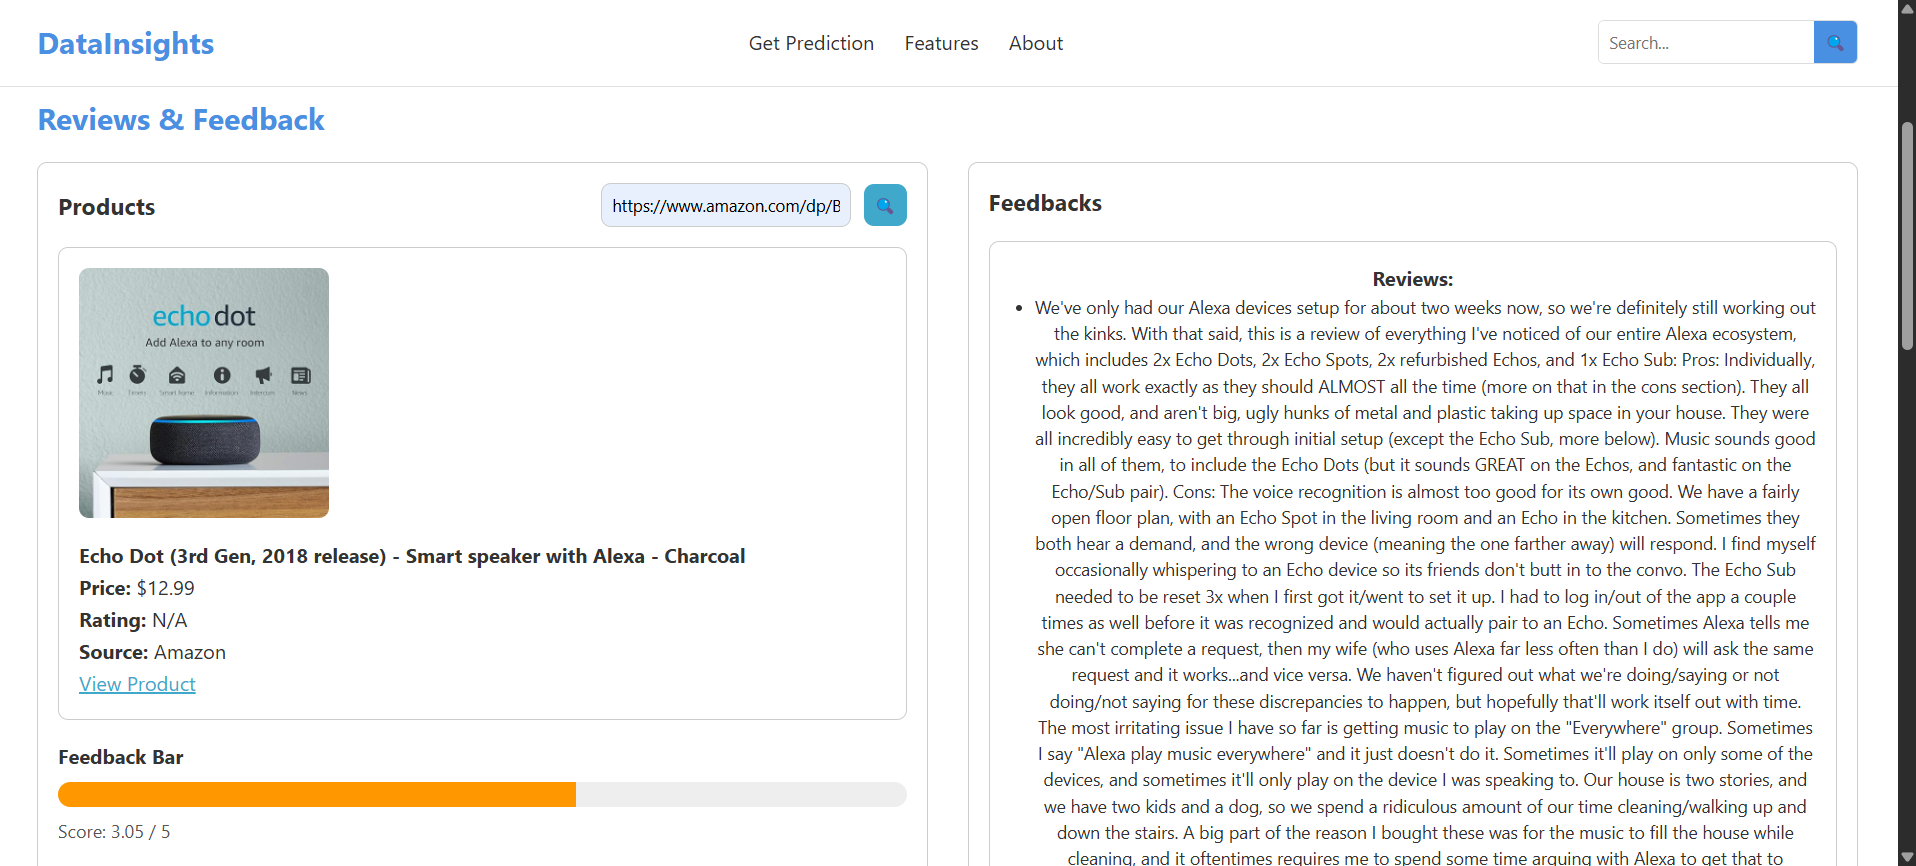 DataInsights
Get Prediction
Features
About
Search...
Reviews & Feedback
Products
https://www.amazon.com/dp/B
echo dot
Add Alexa to any room
Music
Timers
Smart home
Information
Intercom
News
Echo Dot (3rd Gen, 2018 release) - Smart speaker with Alexa - Charcoal
Price: $12.99
Rating: N/A
Source: Amazon
View Product
Feedback Bar
Score: 3.05 / 5
Feedbacks
Reviews:
• We've only had our Alexa devices setup for about two weeks now, so we're definitely still working out
the kinks. With that said, this is a review of everything I've noticed of our entire Alexa ecosystem,
which includes 2x Echo Dots, 2x Echo Spots, 2x refurbished Echos, and 1x Echo Sub: Pros: Individually,
they all work exactly as they should ALMOST all the time (more on that in the cons section). They all
look good, and aren't big, ugly hunks of metal and plastic taking up space in your house. They were
all incredibly easy to get through initial setup (except the Echo Sub, more below). Music sounds good
in all of them, to include the Echo Dots (but it sounds GREAT on the Echos, and fantastic on the
Echo/Sub pair). Cons: The voice recognition is almost too good for its own good. We have a fairly
open floor plan, with an Echo Spot in the living room and an Echo in the kitchen. Sometimes they
both hear a demand, and the wrong device (meaning the one farther away) will respond. I find myself
occasionally whispering to an Echo device so its friends don't butt in to the convo. The Echo Sub
needed to be reset 3x when I first got it/went to set it up. I had to log in/out of the app a couple
times as well before it was recognized and would actually pair to an Echo. Sometimes Alexa tells me
she can't complete a request, then my wife (who uses Alexa far less often than I do) will ask the same
request and it works...and vice versa. We haven't figured out what we're doing/saying or not
doing/not saying for these discrepancies to happen, but hopefully that'll work itself out with time.
The most irritating issue I have so far is getting music to play on the "Everywhere" group. Sometimes
I say "Alexa play music everywhere" and it just doesn't do it. Sometimes it'll play on only some of the
devices, and sometimes it'll only play on the device I was speaking to. Our house is two stories, and
we have two kids and a dog, so we spend a ridiculous amount of our time cleaning/walking up and
down the stairs. A big part of the reason I bought these was for the music to fill the house while
cleaning, and it oftentimes requires me to spend some time arguing with Alexa to get that to